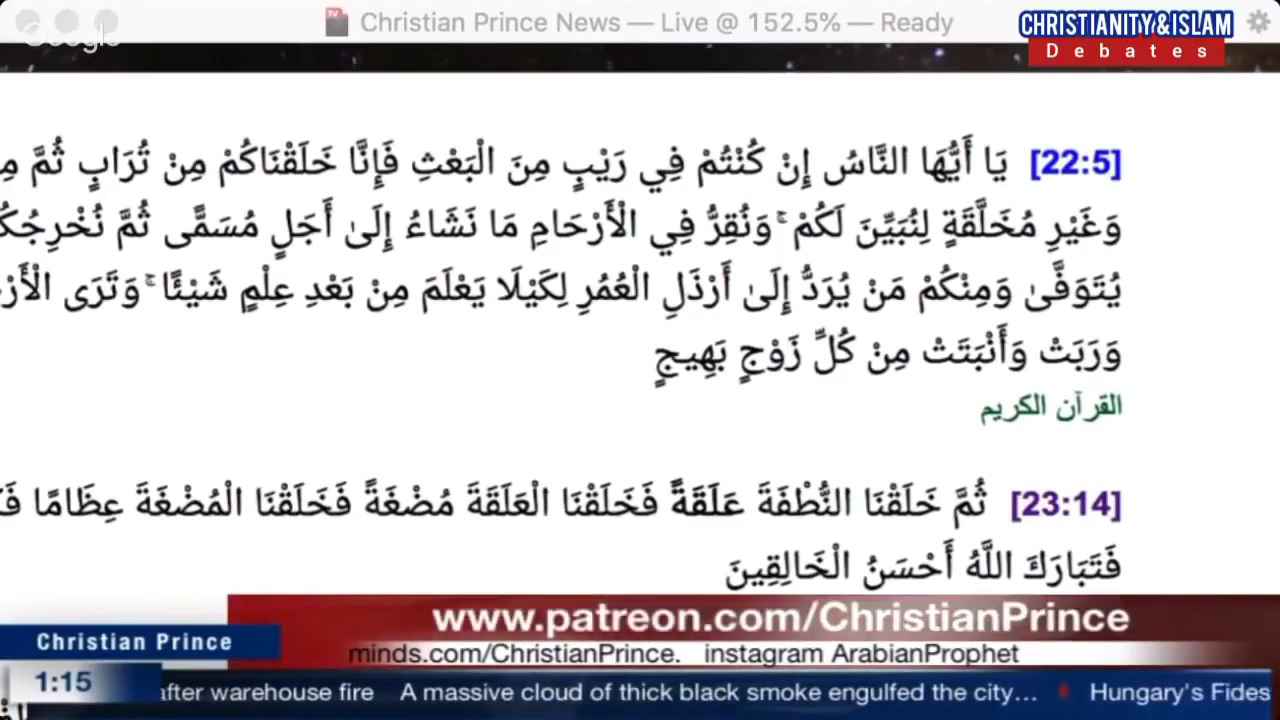 Christian Prince News — Live @ 152.5% — Ready
Google
CHRISTIANITY & ISLAM
Debates
[22:5] يَا أَيُّهَا النَّاسُ إِنْ كُنْتُمْ فِي رَيْبٍ مِنَ الْبَعْثِ فَإِنَّا خَلَقْنَاكُمْ مِنْ تُرَابٍ ثُمَّ
وَغَيْرِ مُخَلَّقَةٍ لِنُبَيِّنَ لَكُمْ ۚ وَنُقِرُّ فِي الْأَرْحَامِ مَا نَشَاءُ إِلَىٰ أَجَلٍ مُسَمًّى ثُمَّ
يُتَوَفَّىٰ وَمِنْكُمْ مَنْ يُرَدُّ إِلَىٰ أَرْذَلِ الْعُمُرِ لِكَيْلَا يَعْلَمَ مِنْ بَعْدِ عِلْمٍ شَيْئًا ۚ وَتَرَى
وَرَبَتْ وَأَنْبَتَتْ مِنْ كُلِّ زَوْجٍ بَهِيجٍ
القرآن الكريم
[23:14] ثُمَّ خَلَقْنَا النُّطْفَةَ عَلَقَةً فَخَلَقْنَا الْعَلَقَةَ مُضْغَةً فَخَلَقْنَا الْمُضْغَةَ عِظَامًا
فَتَبَارَكَ اللَّهُ أَحْسَنُ الْخَالِقِينَ
www.patreon.com/ChristianPrince
Christian Prince
minds.com/ChristianPrince. instagram ArabianProphet
1:15
after warehouse fire A massive cloud of thick black smoke engulfed the city... Hungary's Fides